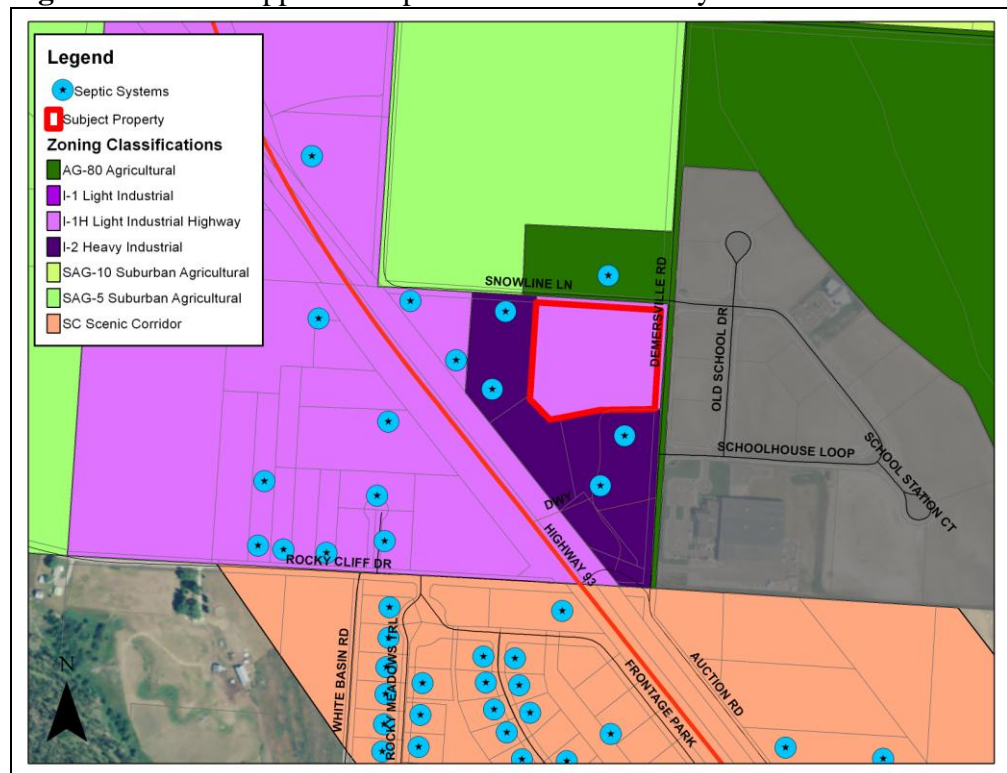 Legend
Septic Systems
Subject Property
Zoning Classifications
AG-80 Agricultural
I-1 Light Industrial
I-1H Light Industrial Highway
I-2 Heavy Industrial
SAG-10 Suburban Agricultural
SAG-5 Suburban Agricultural
SC Scenic Corridor
SNOWLINE LN
DEMERSVILLE RD
OLD SCHOOL DR
SCHOOLHOUSE LOOP
SCHOOL STATION CT
DWY
HIGHWAY 93
ROCKY CLIFF DR
WHITE BASIN RD
ROCKY MEADOWS TRL
FRONTAGE PARK
AUCTION RD
N